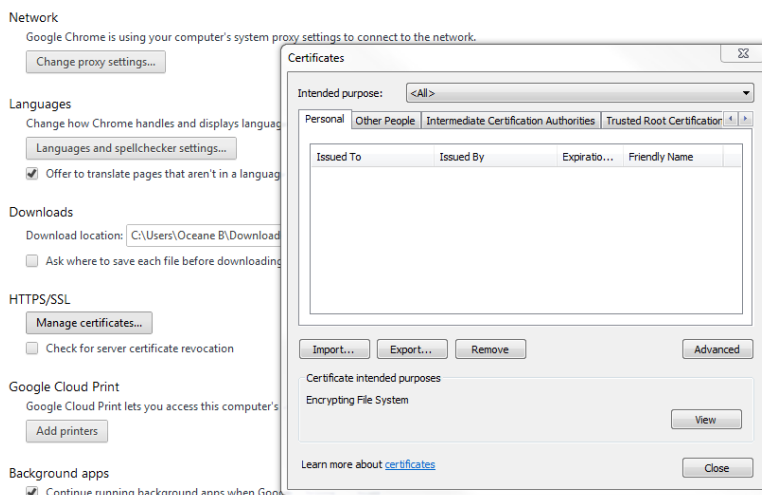 Network
Google Chrome is using your computer's system proxy settings to connect to the network.
Change proxy settings...
Languages
Change how Chrome handles and displays
Languages and spellchecker settings...
Offer to translate pages that aren't in a
Downloads
Download location: C:\Users\Oceane B\Download
Ask where to save each file before downloading
HTTPS/SSL
Manage certificates...
Check for server certificate revocation
Google Cloud Print
Google Cloud Print lets you access this computer's
Add printers
Background apps
Continue running background apps when
Certificates
Intended purpose: <All>
Personal Other People Intermediate Certification Authorities Trusted Root Certification
Issued To Issued By Expiratio... Friendly Name
Import... Export... Remove Advanced
Certificate intended purposes
Encrypting File System
View
Learn more about certificates
Close